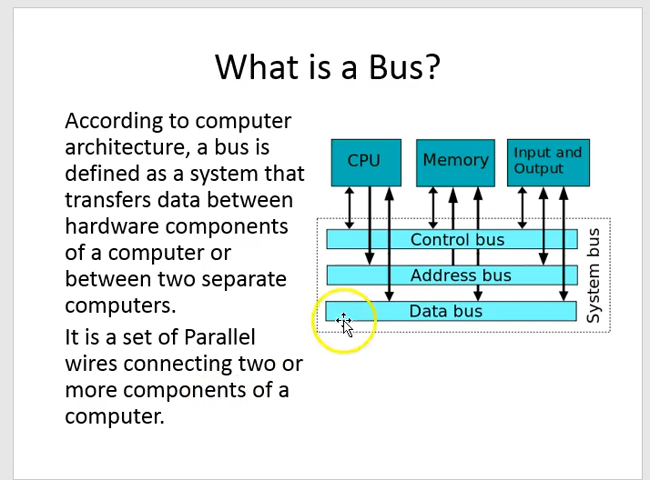 What is a Bus?
According to computer
architecture, a bus is
defined as a system that
transfers data between
hardware components
of a computer or
between two separate
computers.
It is a set of Parallel
wires connecting two or
more components of a
computer.
CPU
Memory
Input and
Output
Control bus
Address bus
Data bus
System bus